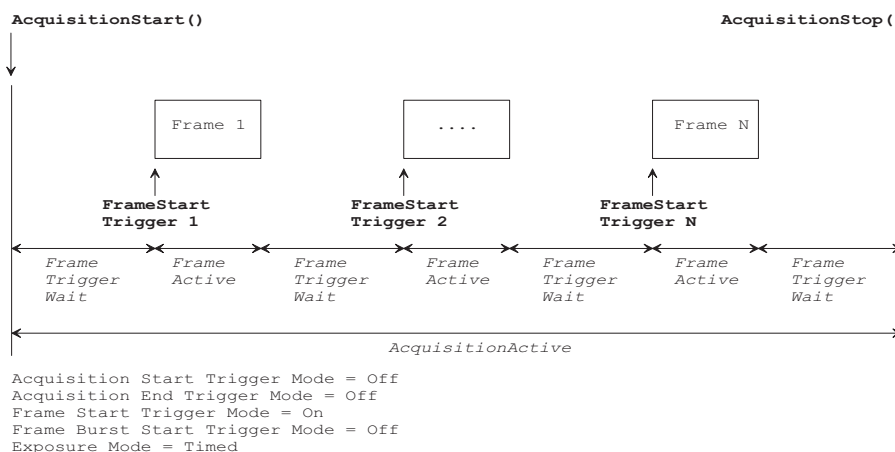 AcquisitionStart()
AcquisitionStop(
Frame 1
....
Frame N
FrameStart
Trigger 1
FrameStart
Trigger 2
FrameStart
Trigger N
Frame
Trigger
Wait
Frame
Active
Frame
Trigger
Wait
Frame
Active
Frame
Trigger
Wait
Frame
Active
Frame
Trigger
Wait
AcquisitionActive
Acquisition Start Trigger Mode = Off
Acquisition End Trigger Mode = Off
Frame Start Trigger Mode = On
Frame Burst Start Trigger Mode = Off
Exposure Mode = Timed